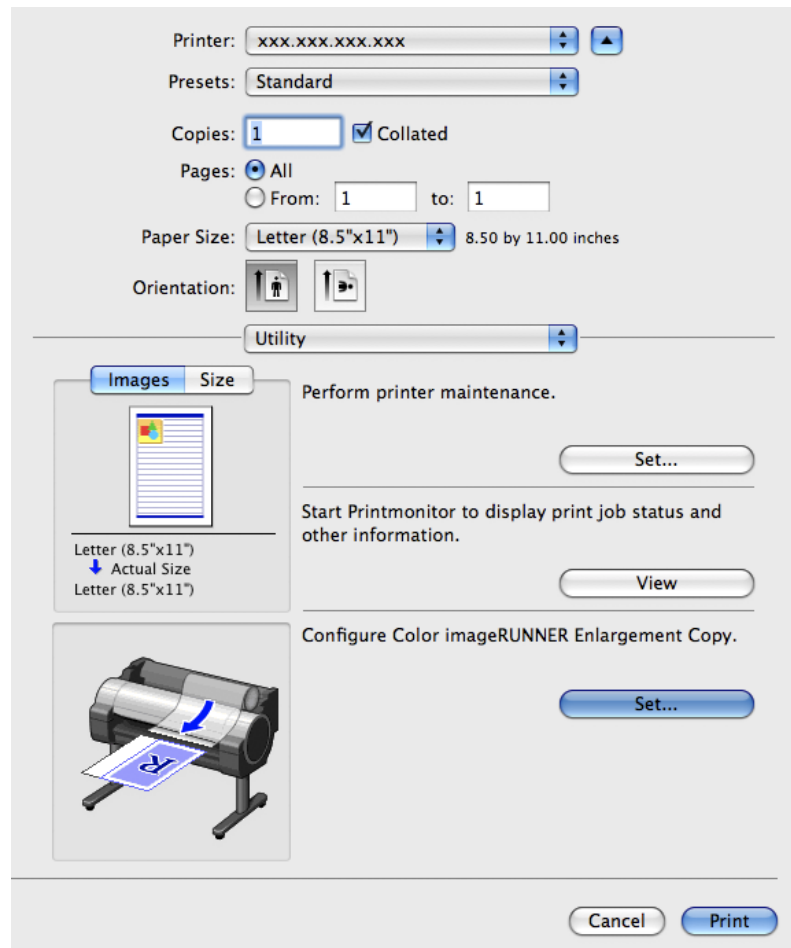 Printer: xxx.xxx.xxx.xxx
Presets: Standard
Copies: 1 Collated
Pages: All
From: 1 to: 1
Paper Size: Letter (8.5"x11") 8.50 by 11.00 inches
Orientation:
Utility
Images Size
Letter (8.5"x11")
Actual Size
Letter (8.5"x11")
Perform printer maintenance.
Set...
Start Printmonitor to display print job status and
other information.
View
Configure Color imageRUNNER Enlargement Copy.
Set...
R
Cancel Print